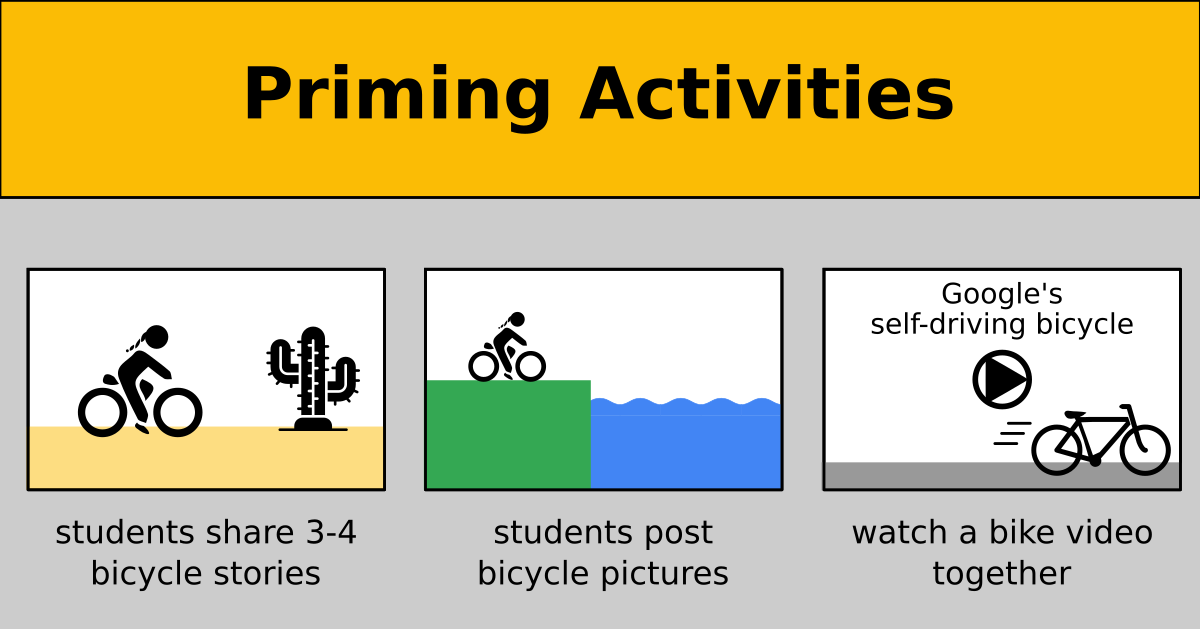 Priming Activities
Google's
self-driving bicycle
students share 3-4
bicycle stories
students post
bicycle pictures
watch a bike video
together